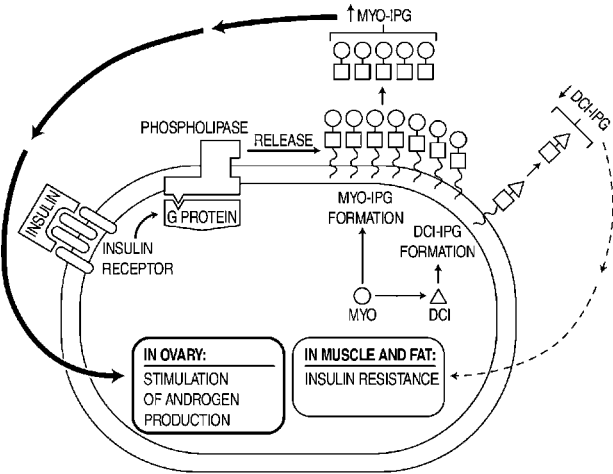 ↑ MYO-IPG
↓ DCI-IPG
PHOSPHOLIPASE
RELEASE
INSULIN
G PROTEIN
INSULIN
RECEPTOR
MYO-IPG
FORMATION
DCI-IPG
FORMATION
MYO
DCI
IN OVARY:
STIMULATION
OF ANDROGEN
PRODUCTION
IN MUSCLE AND FAT:
INSULIN RESISTANCE